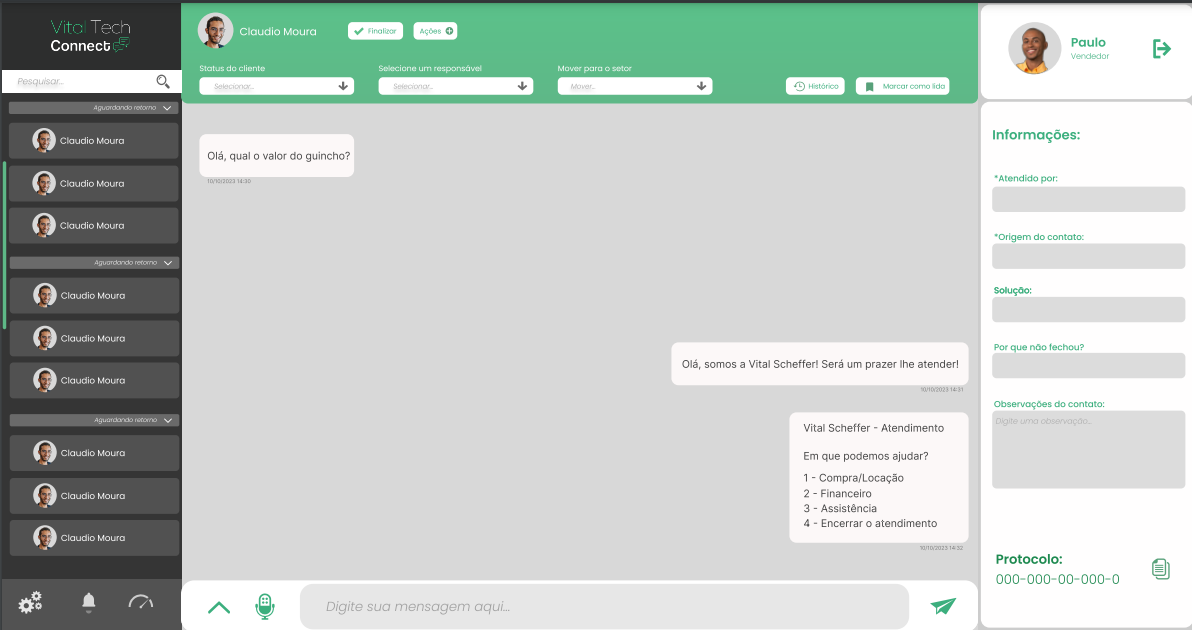 Vital Tech
Connect
Pesquisar...
Aguardando retorno
Claudio Moura
Claudio Moura
Claudio Moura
Aguardando retorno
Claudio Moura
Claudio Moura
Claudio Moura
Aguardando retorno
Claudio Moura
Claudio Moura
Claudio Moura
Claudio Moura
Finalizar
Ações
Status do cliente
Selecione um responsável
Mover para o setor
Selecionar...
Selecionar...
Mover...
Histórico
Marcar como lida
Olá, qual o valor do guincho?
10/10/2023 14:30
Olá, somos a Vital Scheffer! Será um prazer lhe atender!
10/10/2023 14:31
Vital Scheffer - Atendimento
Em que podemos ajudar?
1 - Compra/Locação
2 - Financeiro
3 - Assistência
4 - Encerrar o atendimento
10/10/2023 14:32
Digite sua mensagem aqui...
Paulo
Vendedor
Informações:
*Atendido por:
*Origem do contato:
Solução:
Por que não fechou?
Observações do contato:
Digite uma observação...
Protocolo:
000-000-00-000-0